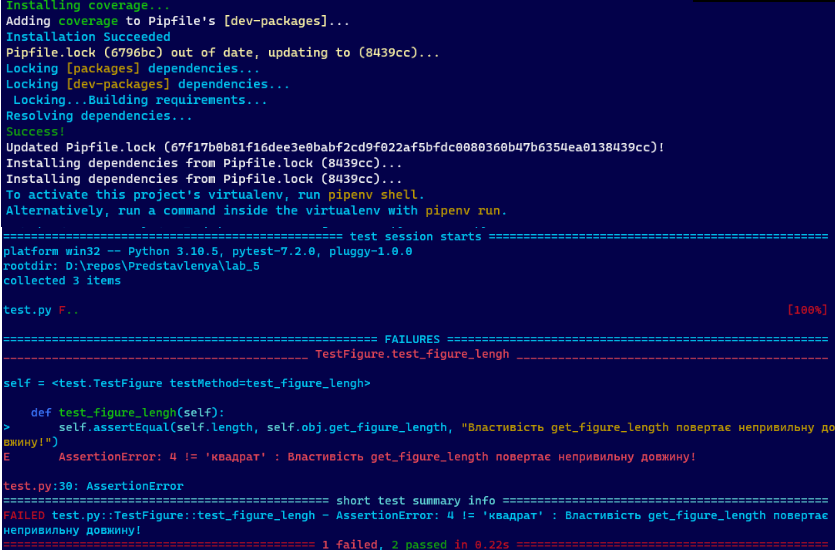 Installing coverage...
Adding coverage to Pipfile's [dev-packages]...
Installation Succeeded
Pipfile.lock (6796bc) out of date, updating to (8439cc)...
Locking [packages] dependencies...
Locking [dev-packages] dependencies...
 Locking...Building requirements...
Resolving dependencies...
Success!
Updated Pipfile.lock (67f17b0b81f16dee3e0babf2cd9f022af5bfdc0080360b47b6354ea0138439cc)!
Installing dependencies from Pipfile.lock (8439cc)...
Installing dependencies from Pipfile.lock (8439cc)...
To activate this project's virtualenv, run pipenv shell.
Alternatively, run a command inside the virtualenv with pipenv run.
================================================= test session starts =================================================
platform win32 -- Python 3.10.5, pytest-7.2.0, pluggy-1.0.0
rootdir: D:\repos\Predstavlenya\lab_5
collected 3 items
test.py F.. [100%]
====================================================== FAILURES =======================================================
____________________________________________ TestFigure.test_figure_lengh _____________________________________________
self = <test.TestFigure testMethod=test_figure_lengh>
    def test_figure_lengh(self):
>       self.assertEqual(self.length, self.obj.get_figure_length, "Властивість get_figure_length повертає неправильну до
вжину!")
E       AssertionError: 4 != 'квадрат' : Властивість get_figure_length повертає неправильну довжину!
test.py:30: AssertionError
=============================================== short test summary info ===============================================
FAILED test.py::TestFigure::test_figure_lengh - AssertionError: 4 != 'квадрат' : Властивість get_figure_length повертає
неправильну довжину!
============================================= 1 failed, 2 passed in 0.22s =============================================